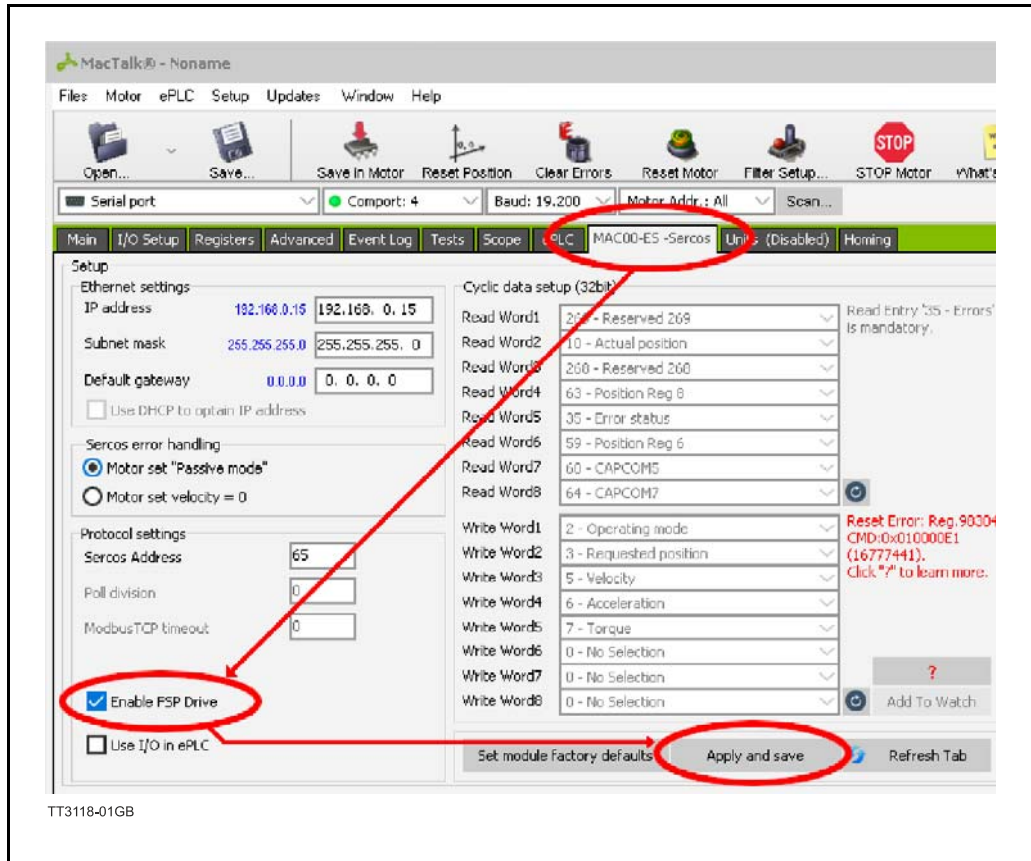 MacTalk® - Noname
Files Motor ePLC Setup Updates Window Help
Open... Save... Save in Motor Reset Position Clear Errors Reset Motor Filter Setup... STOP Motor What's
STOP
Serial port Comport: 4 Baud: 19.200 Motor Addr.: All Scan...
Main I/O Setup Registers Advanced Event Log Tests Scope ePLC MAC00-ES -Sercos Units (Disabled) Homing
Setup
Ethernet settings
IP address 192.168.0.15 192.168. 0. 15
Subnet mask 255.255.255.0 255.255.255. 0
Default gateway 0.0.0.0 0. 0. 0. 0
Use DHCP to optain IP address
Sercos error handling
Motor set "Passive mode"
Motor set velocity = 0
Protocol settings
Sercos Address 65
Poll division 0
ModbusTCP timeout 0
Enable FSP Drive
Use I/O in ePLC
Cyclic data setup (32bit)
Read Word1 269 - Reserved 269
Read Word2 10 - Actual position
Read Word3 268 - Reserved 268
Read Word4 63 - Position Reg 8
Read Word5 35 - Error status
Read Word6 59 - Position Reg 6
Read Word7 60 - CAPCOM5
Read Word8 64 - CAPCOM7
Read Entry '35 - Errors'
is mandatory.
Write Word1 2 - Operating mode
Write Word2 3 - Requested position
Write Word3 5 - Velocity
Write Word4 6 - Acceleration
Write Word5 7 - Torque
Write Word6 0 - No Selection
Write Word7 0 - No Selection
Write Word8 0 - No Selection
Reset Error: Reg.90304
CMD:0x010000E1
(16777441).
Click "?" to learn more.
?
Add To Watch
Set module factory defaults Apply and save Refresh Tab
TT3118-01GB